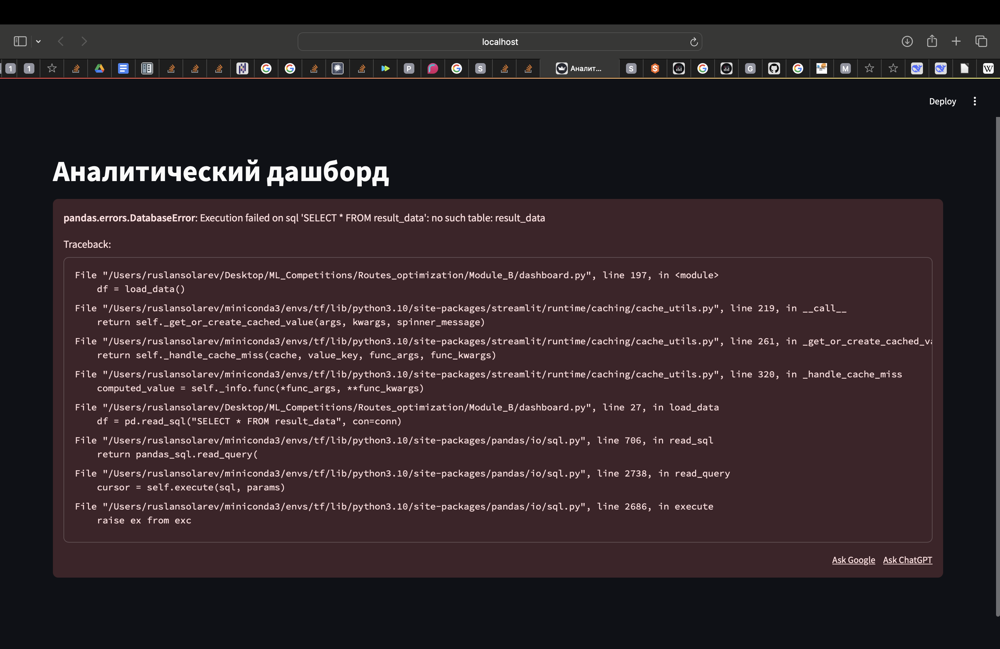 localhost
1
1
P
S
Аналит...
S
G
M
W
Deploy
Аналитический дашборд
pandas.errors.DatabaseError: Execution failed on sql 'SELECT * FROM result_data': no such table: result_data
Traceback:
File "/Users/ruslansolarev/Desktop/ML_Competitions/Routes_optimization/Module_B/dashboard.py", line 197, in <module>
df = load_data()
File "/Users/ruslansolarev/miniconda3/envs/tf/lib/python3.10/site-packages/streamlit/runtime/caching/cache_utils.py", line 219, in __call__
return self._get_or_create_cached_value(args, kwargs, spinner_message)
File "/Users/ruslansolarev/miniconda3/envs/tf/lib/python3.10/site-packages/streamlit/runtime/caching/cache_utils.py", line 261, in _get_or_create_cached_va
return self._handle_cache_miss(cache, value_key, func_args, func_kwargs)
File "/Users/ruslansolarev/miniconda3/envs/tf/lib/python3.10/site-packages/streamlit/runtime/caching/cache_utils.py", line 320, in _handle_cache_miss
computed_value = self._info.func(*func_args, **func_kwargs)
File "/Users/ruslansolarev/Desktop/ML_Competitions/Routes_optimization/Module_B/dashboard.py", line 27, in load_data
df = pd.read_sql("SELECT * FROM result_data", con=conn)
File "/Users/ruslansolarev/miniconda3/envs/tf/lib/python3.10/site-packages/pandas/io/sql.py", line 706, in read_sql
return pandas_sql.read_query(
File "/Users/ruslansolarev/miniconda3/envs/tf/lib/python3.10/site-packages/pandas/io/sql.py", line 2738, in read_query
cursor = self.execute(sql, params)
File "/Users/ruslansolarev/miniconda3/envs/tf/lib/python3.10/site-packages/pandas/io/sql.py", line 2686, in execute
raise ex from exc
Ask Google Ask ChatGPT